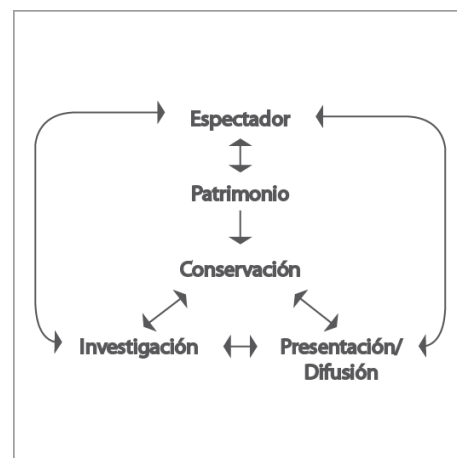 Espectador
Patrimonio
Conservación
Investigación
Presentación/
Difusión